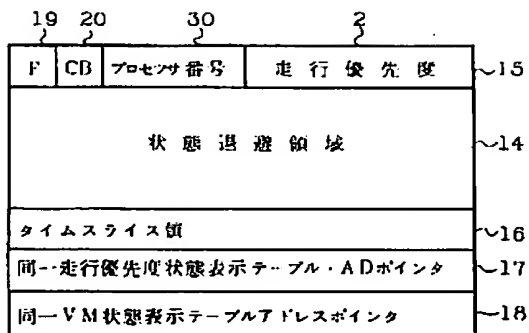 19 20 30 2
F CB プロセッサ番号 走行優先度 15
状態退避領域 14
タイムスライス値 16
同一走行優先度状態表示テーブル・ADポインタ 17
同一VM状態表示テーブルアドレスポインタ 18